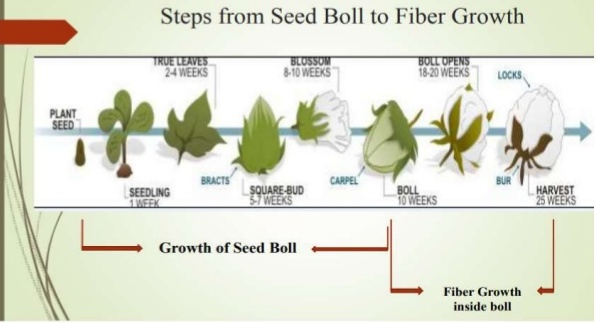 Steps from Seed Boll to Fiber Growth
TRUE LEAVES
2-4 WEEKS
BLOSSOM
8-10 WEEKS
BOLL OPENS
18-20 WEEKS
LOCKS
PLANT
SEED
BRACTS
CARPEL
BUR
SEEDLING
1 WEEK
SQUARE-BUD
5-7 WEEKS
BOLL
10 WEEKS
HARVEST
25 WEEKS
Growth of Seed Boll
Fiber Growth
inside boll